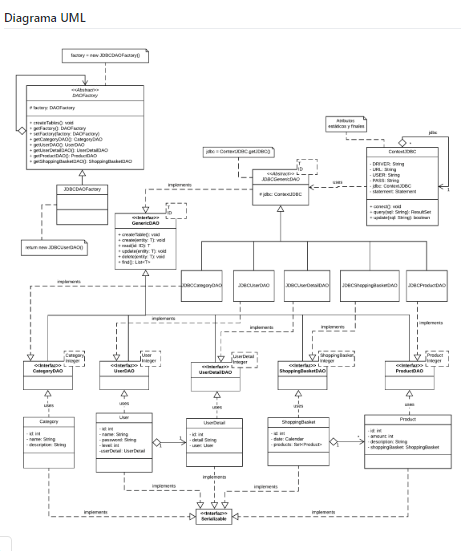 Diagrama UML
factory = new JDBCDAOFactory()
<<Abstract>>
DAOFactory
# factory: DAOFactory
+ createTables(): void
+ getFactory(): DAOFactory
+ setFactory(factory: DAOFactory)
+ getCategoryDAO(): CategoryDAO
+ getUserDAO(): UserDAO
+ getUserDetailDAO(): UserDetailDAO
+ getProductDAO(): ProductDAO
+ getShoppingBasketDAO(): ShoppingBasketDAO
JDBCDAOFactory
return new JDBCUserDAO()
Atributos
estáticos y finales
jdbc
ContextJDBC
- DRIVER: String
- URL: String
- USER: String
- PASS: String
- jdbc: ContextJDBC
- statement: Statement
+ conect(): void
+ query(sql: String): ResultSet
+ update(sql: String): boolean
jdbc = ContextJDBC.getJDBC()
T
ID
<<Abstract>>
JDBCGenericDAO
# jdbc: ContextJDBC
uses
implements
T
ID
<<Interface>>
GenericDAO
+ createTable(): void
+ create(entity: T): void
+ read(id: ID): T
+ update(entity: T): void
+ delete(entity: T): void
+ find(): List<T>
JDBCCategoryDAO
JDBCUserDAO
JDBCUserDetailDAO
JDBCShoppingBasketDAO
JDBCProductDAO
implements
implements
implements
implements
implements
Category
Integer
<<Interface>>
CategoryDAO
User
Integer
<<Interface>>
UserDAO
UserDetail
Integer
<<Interface>>
UserDetailDAO
ShoppingBasket
Integer
<<Interface>>
ShoppingBasketDAO
Product
Integer
<<Interface>>
ProductDAO
uses
uses
uses
uses
uses
Category
- id: int
- name: String
- description: String
User
- id: int
- name: String
- password: String
- level: int
- userDetail: UserDetail
UserDetail
- id: int
- detail: String
- user: User
ShoppingBasket
- id: int
- date: Calendar
- products: Set<Product>
Product
- id: int
- amount: int
- description: String
- shoppingBasket: ShoppingBasket
implements
implements
implements
implements
implements
<<Interface>>
Serializable